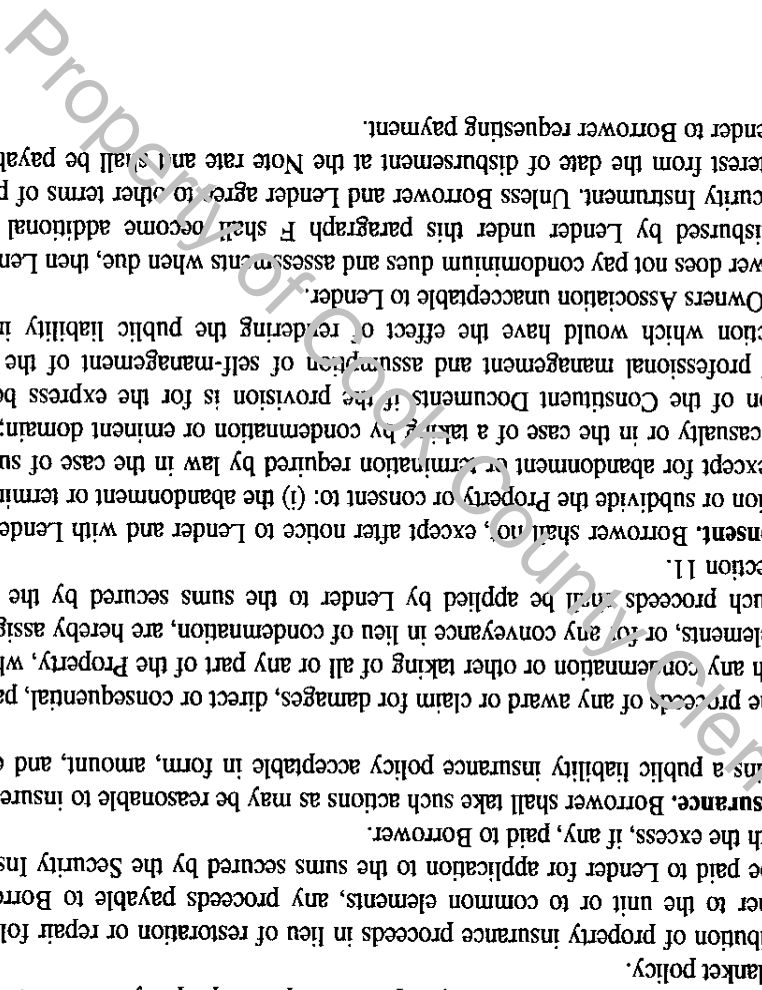 lanket policy.
ibution of property insurance proceeds in lieu of restoration or repair fol
her to the unit or to common elements, any proceeds payable to Borro
be paid to Lender for application to the sums secured by the Security Ins
h the excess, if any, paid to Borrower.
surance. Borrower shall take such actions as may be reasonable to insure
ins a public liability insurance policy acceptable in form, amount, and
he proceeds of any award or claim for damages, direct or consequential, pa
h any condemnation or other taking of all or any part of the Property, wh
lements, or for any conveyance in lieu of condemnation, are hereby assig
uch proceeds shall be applied by Lender to the sums secured by the
ection 11.
onsent. Borrower shall not, except after notice to Lender and with Lende
ion or subdivide the Property or consent to: (i) the abandonment or termin
except for abandonment or termination required by law in the case of su
casualty or in the case of a taking by condemnation or eminent domain;
on of the Constituent Documents if the provision is for the express be
professional management and assumption of self-management of the
ction which would have the effect of rendering the public liability in
Owners Association unacceptable to Lender.
wer does not pay condominium dues and assessments when due, then Len
isbursed by Lender under this paragraph F shall become additional
curity Instrument. Unless Borrower and Lender agree to other terms of p
terest from the date of disbursement at the Note rate and shall be payab
ender to Borrower requesting payment.
Property of Cook County Cler